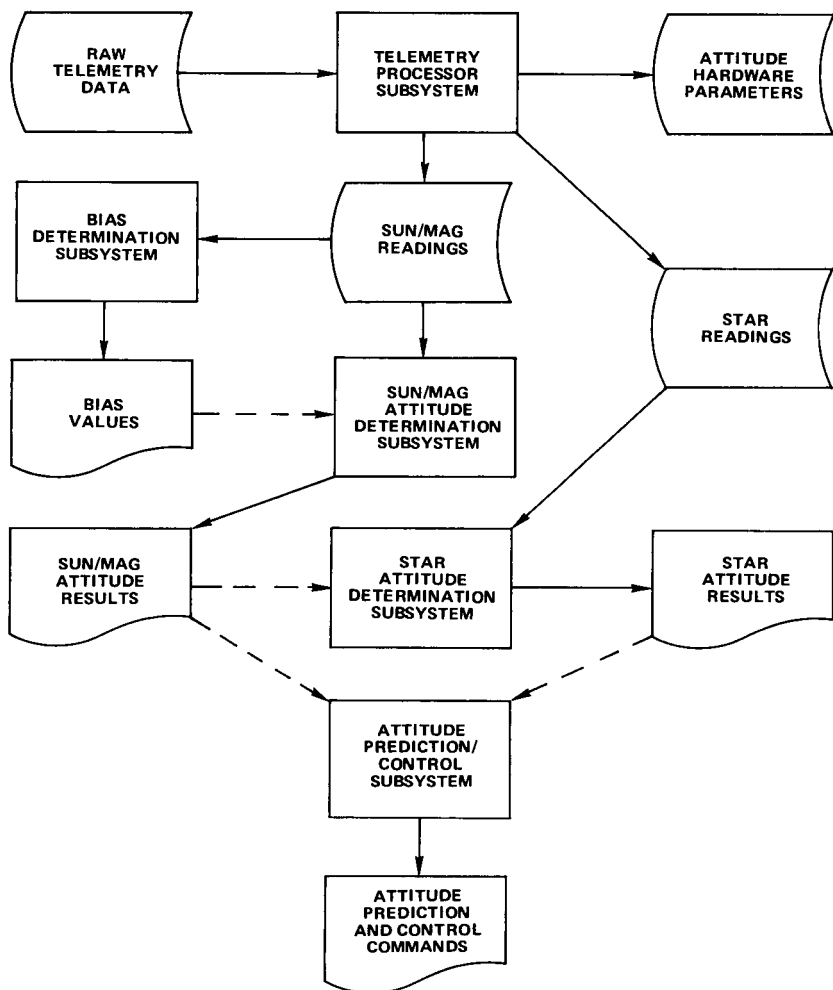 RAW
TELEMETRY
DATA
TELEMETRY
PROCESSOR
SUBSYSTEM
ATTITUDE
HARDWARE
PARAMETERS
BIAS
DETERMINATION
SUBSYSTEM
SUN/MAG
READINGS
STAR
READINGS
BIAS
VALUES
SUN/MAG
ATTITUDE
DETERMINATION
SUBSYSTEM
SUN/MAG
ATTITUDE
RESULTS
STAR
ATTITUDE
DETERMINATION
SUBSYSTEM
STAR
ATTITUDE
RESULTS
ATTITUDE
PREDICTION/
CONTROL
SUBSYSTEM
ATTITUDE
PREDICTION
AND CONTROL
COMMANDS